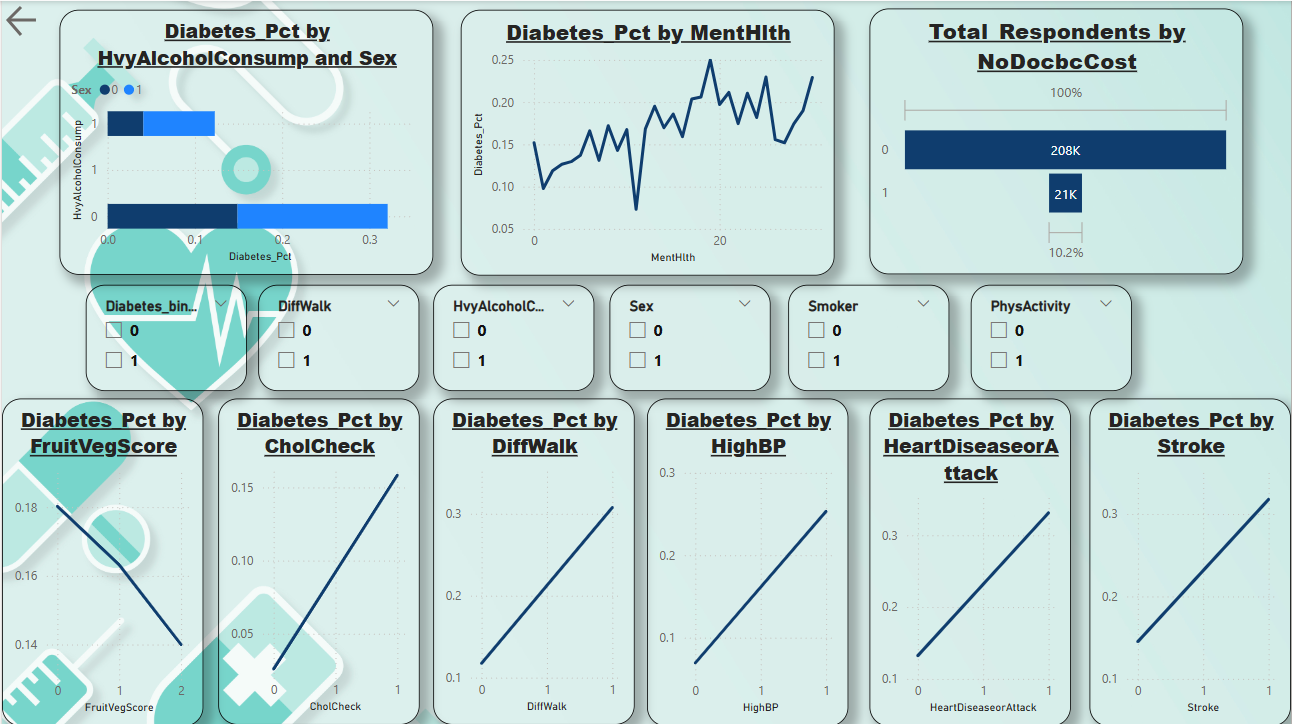 Diabetes_Pct by
HvyAlcoholConsump and Sex
Sex 0 1
HvyAlcoholConsump
1
1
0
0.0 0.1 0.2 0.3
Diabetes_Pct
Diabetes_Pct by MentHlth
Diabetes_Pct
0.25
0.20
0.15
0.10
0.05
0 20
MentHlth
Total_Respondents by
NoDocbcCost
100%
0 208K
1 21K
10.2%
Diabetes_bin...
0
1
DiffWalk
0
1
HvyAlcoholC...
0
1
Sex
0
1
Smoker
0
1
PhysActivity
0
1
Diabetes_Pct by
FruitVegScore
0.18
0.16
0.14
0 1 2
FruitVegScore
Diabetes_Pct by
CholCheck
0.15
0.10
0.05
0 1 1
CholCheck
Diabetes_Pct by
DiffWalk
0.3
0.2
0.1
0 1 1
DiffWalk
Diabetes_Pct by
HighBP
0.3
0.2
0.1
0 1 1
HighBP
Diabetes_Pct by
HeartDiseaseorA
ttack
0.3
0.2
0.1
0 1 1
HeartDiseaseorAttack
Diabetes_Pct by
Stroke
0.3
0.2
0.1
0 1 1
Stroke